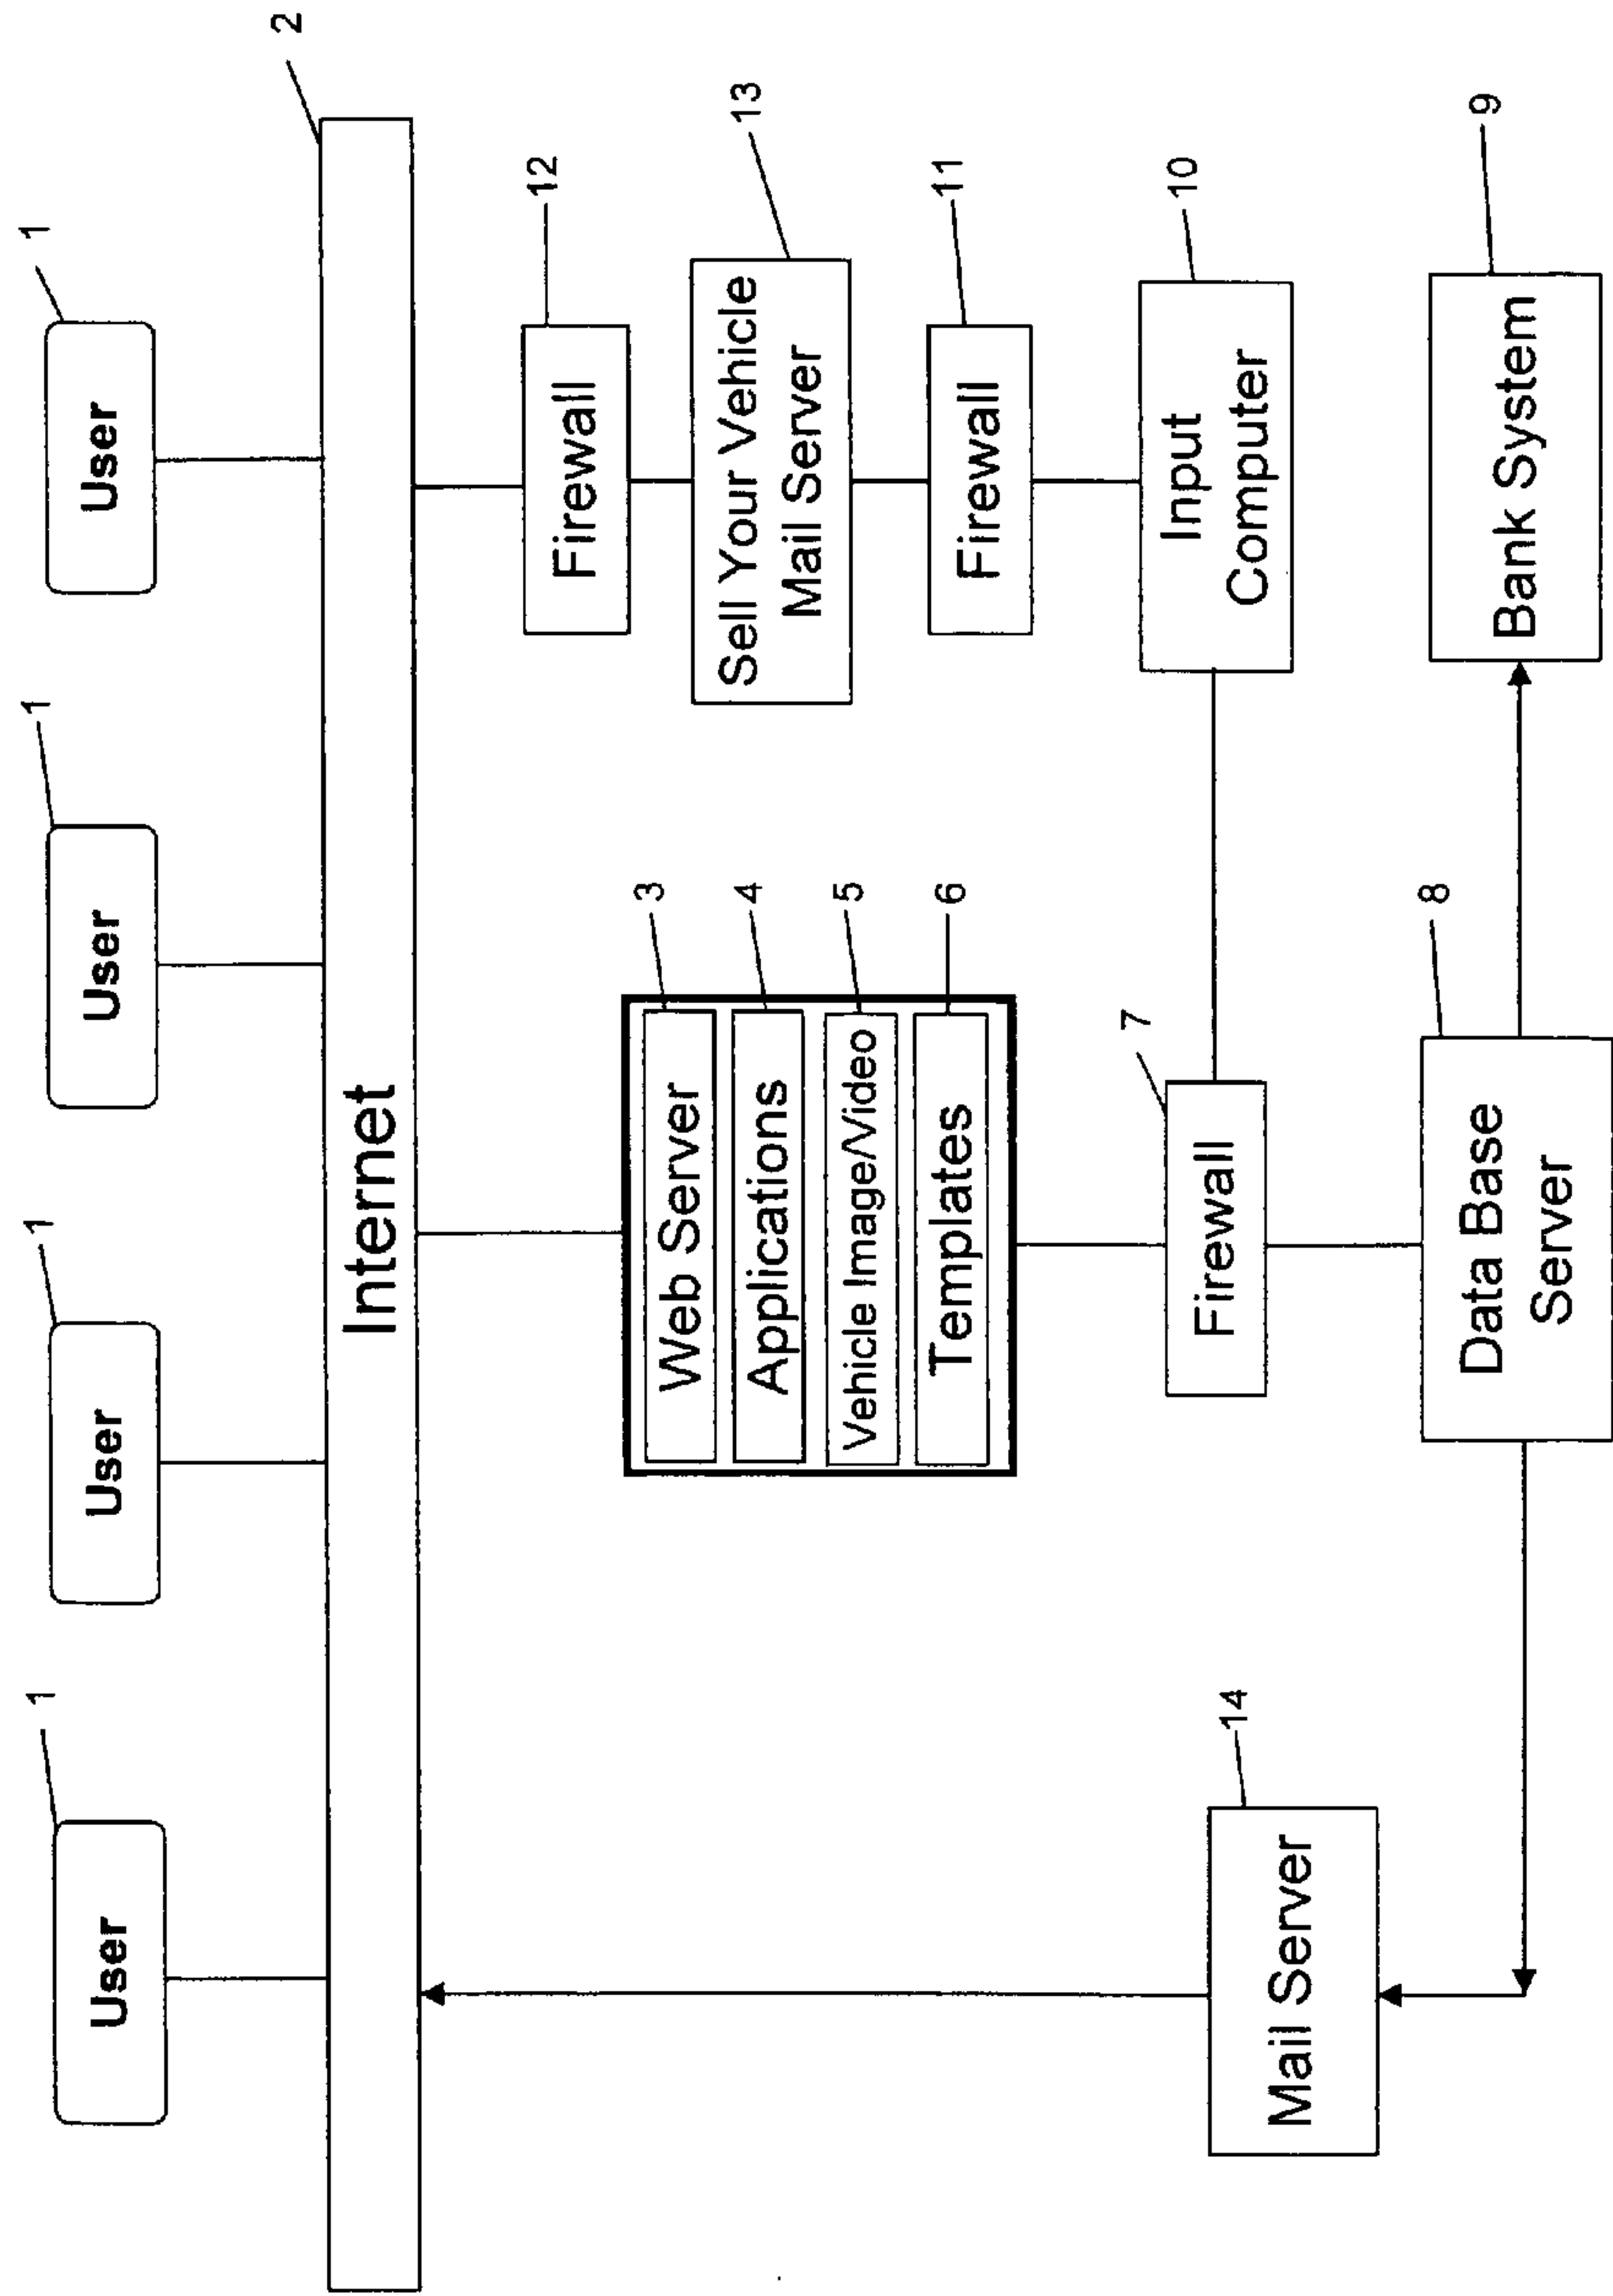 1
1
1
1
2
User
User
User
User
Internet
12
Firewall
13
Sell Your Vehicle
Mail Server
3
Web Server
4
Applications
5
Vehicle Image/Video
6
Templates
11
Firewall
14
Mail Server
7
Firewall
10
Input
Computer
8
Data Base
Server
9
Bank System